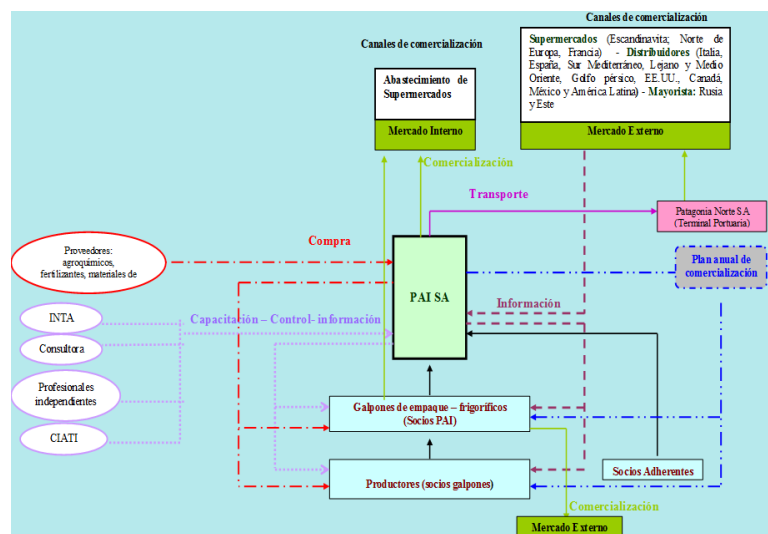 Canales de comercialización
Canales de comercialización
Supermercados (Escandinavita; Norte de
Europa, Francia) - Distribuidores (Italia,
España, Sur Mediterráneo, Lejano y Medio
Oriente, Golfo pérsico, EE.UU., Canadá,
México y América Latina) - Mayorista: Rusia
y Este
Mercado Externo
Abastecimiento de
Supermercados
Mercado Interno
Comercialización
Transporte
Patagonia Norte SA
(Terminal Portuaria)
Compra
Proveedores:
agroquímicos,
fertilizantes, materiales de
PAI SA
Plan anual de
comercialización
Información
INTA
Capacitación – Control- información
Consultora
Profesionales
independientes
CIATI
Galpones de empaque – frigoríficos
(Socios PAI)
Productores (socios galpones)
Socios Adherentes
Comercialización
Mercado Externo